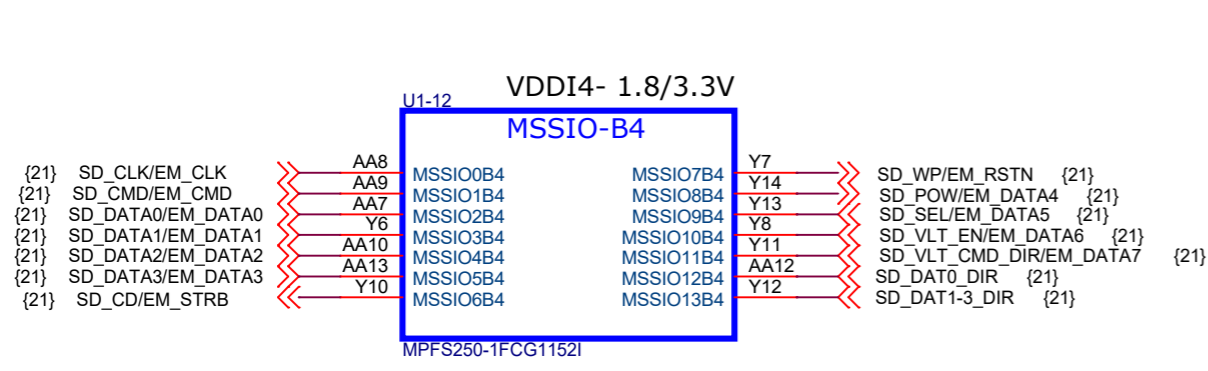 VDDI4- 1.8/3.3V
U1-12
MSSIO-B4
{21} SD_CLK/EM_CLK AA8 MSSIO0B4 MSSIO7B4 Y7 SD_WP/EM_RSTN {21}
{21} SD_CMD/EM_CMD AA9 MSSIO1B4 MSSIO8B4 Y14 SD_POW/EM_DATA4 {21}
{21} SD_DATA0/EM_DATA0 AA7 MSSIO2B4 MSSIO9B4 Y13 SD_SEL/EM_DATA5 {21}
{21} SD_DATA1/EM_DATA1 Y6 MSSIO3B4 MSSIO10B4 Y8 SD_VLT_EN/EM_DATA6 {21}
{21} SD_DATA2/EM_DATA2 AA10 MSSIO4B4 MSSIO11B4 Y11 SD_VLT_CMD_DIR/EM_DATA7 {21}
{21} SD_DATA3/EM_DATA3 AA13 MSSIO5B4 MSSIO12B4 AA12 SD_DAT0_DIR {21}
{21} SD_CD/EM_STRB Y10 MSSIO6B4 MSSIO13B4 Y12 SD_DAT1-3_DIR {21}
MPFS250-1FCG1152I